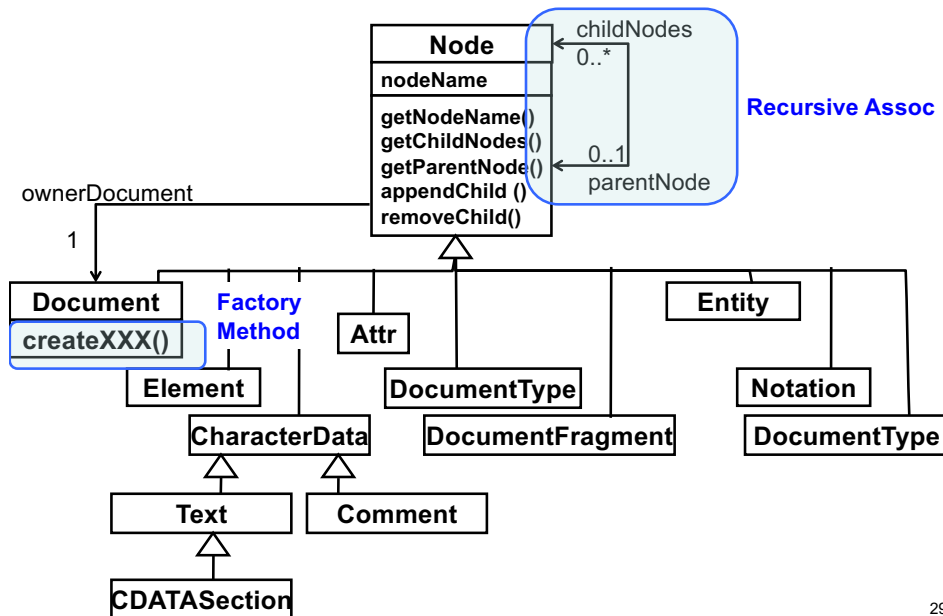 childNodes
Node
0..*
nodeName
Recursive Assoc
getNodeName()
getChildNodes()
getParentNode()
0..1
parentNode
appendChild ()
removeChild()
ownerDocument
1
Document
createXXX()
Factory
Method
Attr
Entity
Element
DocumentType
Notation
CharacterData
DocumentFragment
DocumentType
Text
Comment
CDATASection
29